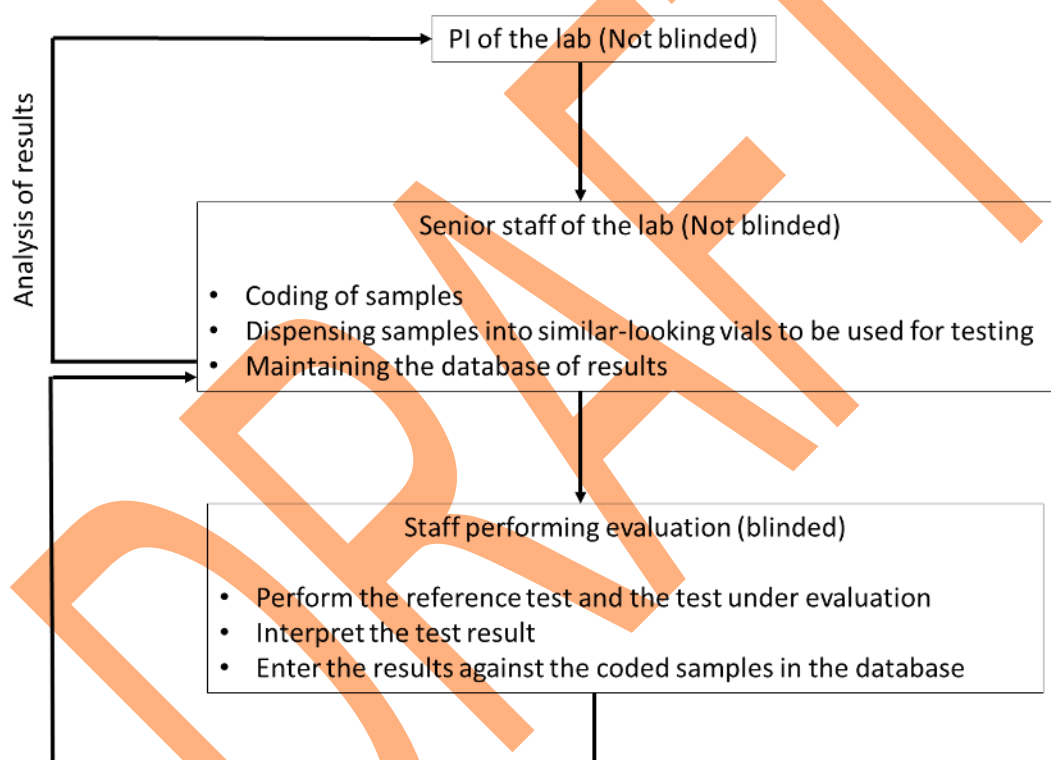 PI of the lab (Not blinded)
Analysis of results
Senior staff of the lab (Not blinded)
• Coding of samples
• Dispensing samples into similar-looking vials to be used for testing
• Maintaining the database of results
Staff performing evaluation (blinded)
• Perform the reference test and the test under evaluation
• Interpret the test result
• Enter the results against the coded samples in the database
DRAFT